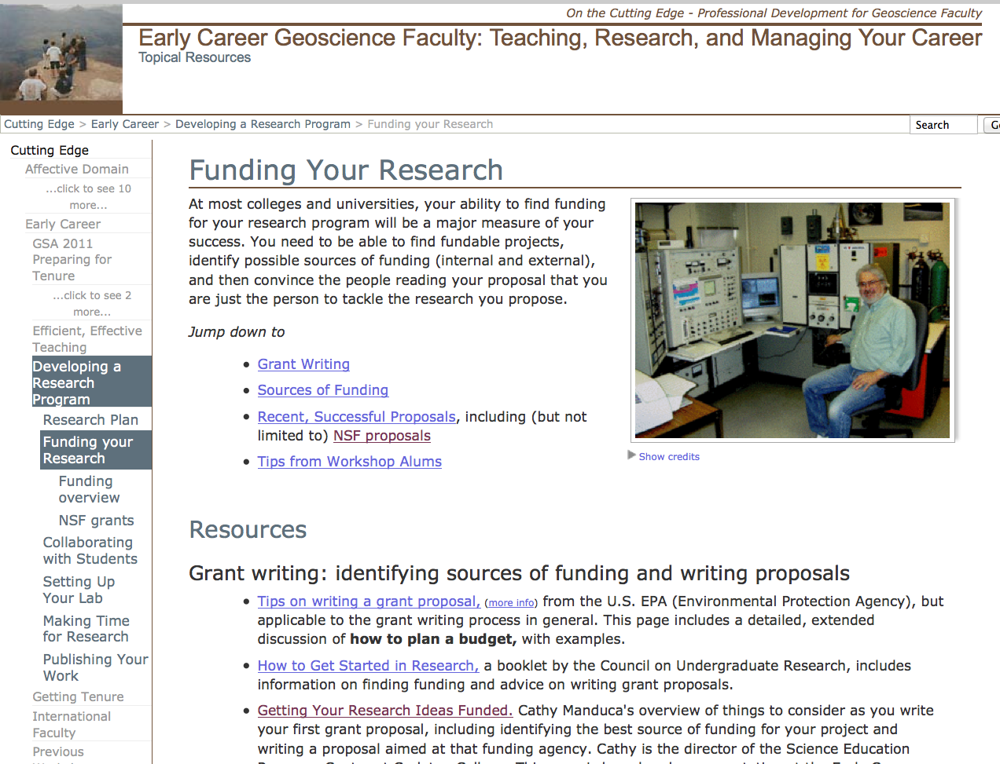 On the Cutting Edge - Professional Development for Geoscience Faculty
Early Career Geoscience Faculty: Teaching, Research, and Managing Your Career
Topical Resources
Cutting Edge > Early Career > Developing a Research Program > Funding your Research
Search
Cutting Edge
Affective Domain
...click to see 10
more...
Early Career
GSA 2011
Preparing for
Tenure
...click to see 2
more...
Efficient, Effective
Teaching
Developing a
Research
Program
Research Plan
Funding your
Research
Funding
overview
NSF grants
Collaborating
with Students
Setting Up
Your Lab
Making Time
for Research
Publishing Your
Work
Getting Tenure
International
Faculty
Previous
Funding Your Research
At most colleges and universities, your ability to find funding
for your research program will be a major measure of your
success. You need to be able to find fundable projects,
identify possible sources of funding (internal and external),
and then convince the people reading your proposal that you
are just the person to tackle the research you propose.
Jump down to
• Grant Writing
• Sources of Funding
• Recent, Successful Proposals, including (but not
limited to) NSF proposals
• Tips from Workshop Alums
Show credits
Resources
Grant writing: identifying sources of funding and writing proposals
• Tips on writing a grant proposal, (more info) from the U.S. EPA (Environmental Protection Agency), but
applicable to the grant writing process in general. This page includes a detailed, extended
discussion of how to plan a budget, with examples.
• How to Get Started in Research, a booklet by the Council on Undergraduate Research, includes
information on finding funding and advice on writing grant proposals.
• Getting Your Research Ideas Funded. Cathy Manduca's overview of things to consider as you write
your first grant proposal, including identifying the best source of funding for your project and
writing a proposal aimed at that funding agency. Cathy is the director of the Science Education